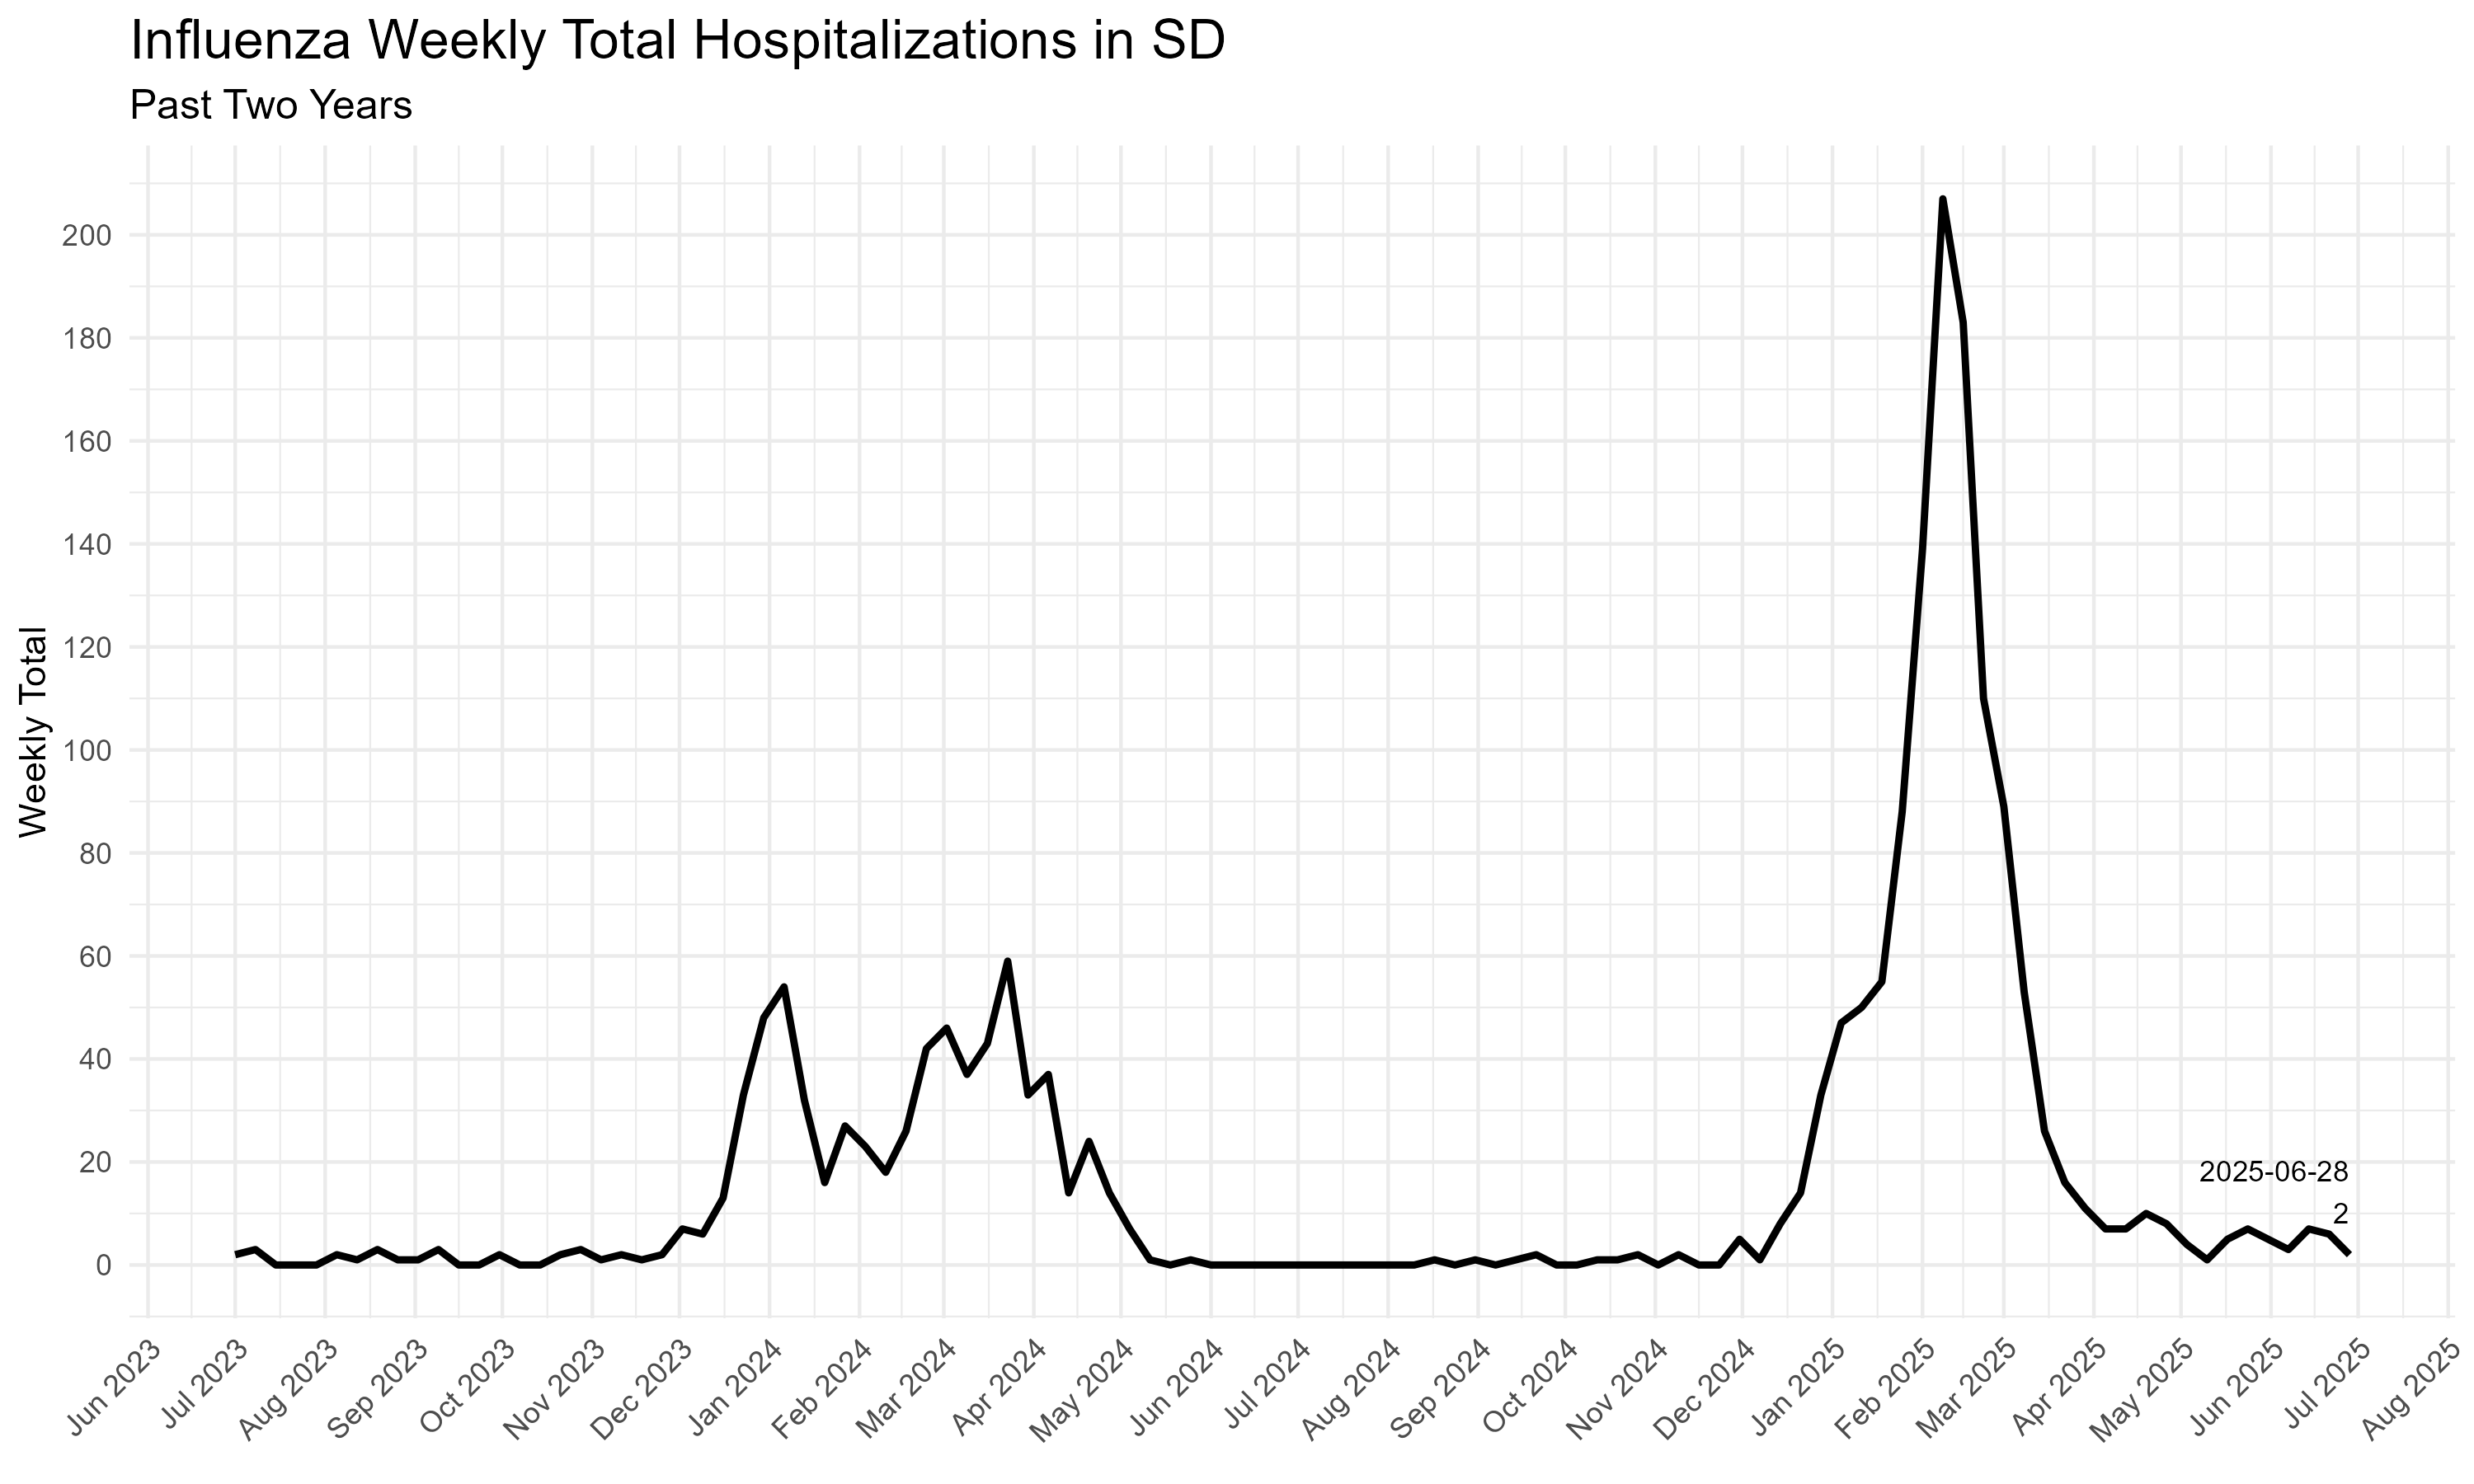 Influenza Weekly Total Hospitalizations in SD
Past Two Years
Weekly Total
200
180
160
140
120
100
80
60
40
20
0
2025-06-28
2
Jun 2023
Jul 2023
Aug 2023
Sep 2023
Oct 2023
Nov 2023
Dec 2023
Jan 2024
Feb 2024
Mar 2024
Apr 2024
May 2024
Jun 2024
Jul 2024
Aug 2024
Sep 2024
Oct 2024
Nov 2024
Dec 2024
Jan 2025
Feb 2025
Mar 2025
Apr 2025
May 2025
Jun 2025
Jul 2025
Aug 2025